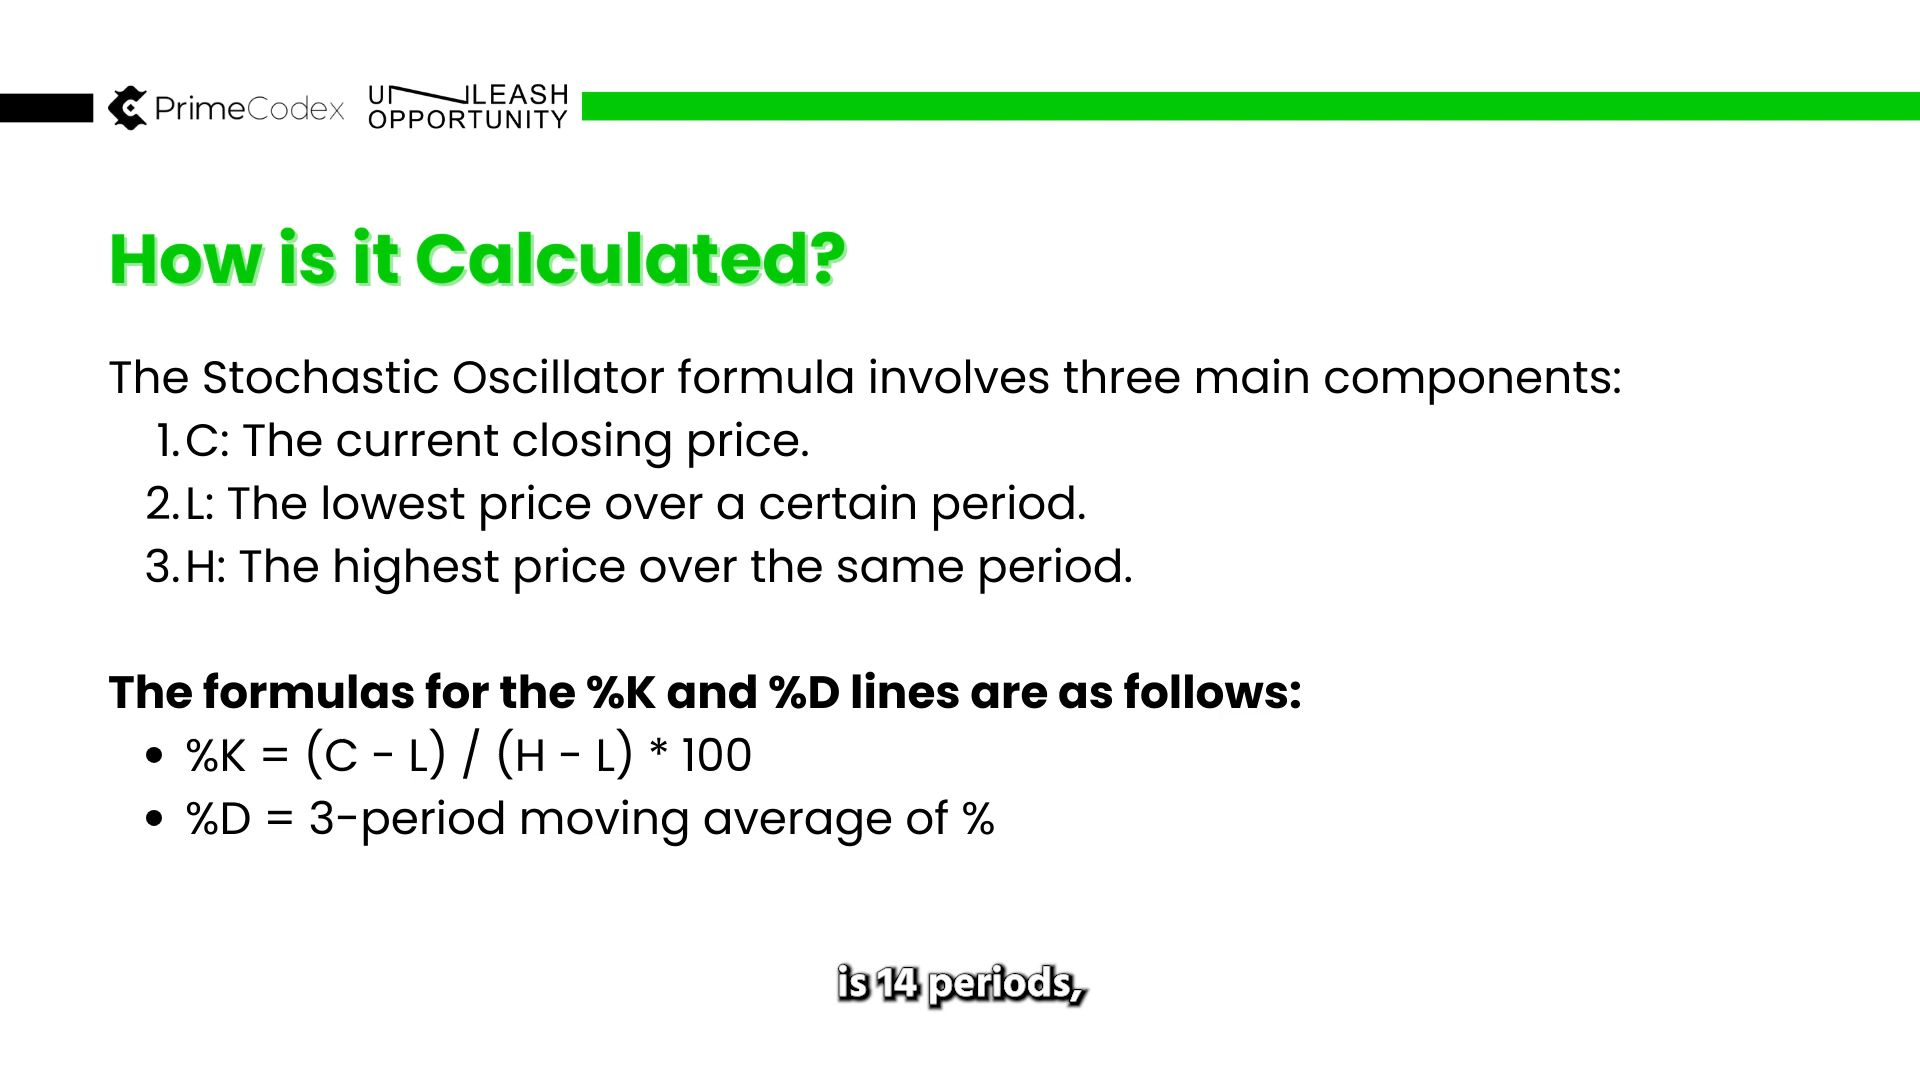 PrimeCodex
UNLEASH
OPPORTUNITY
How is it Calculated?
The Stochastic Oscillator formula involves three main components:
1. C: The current closing price.
2. L: The lowest price over a certain period.
3. H: The highest price over the same period.
The formulas for the %K and %D lines are as follows:
• %K = (C - L) / (H - L) * 100
• %D = 3-period moving average of %
is 14 periods,